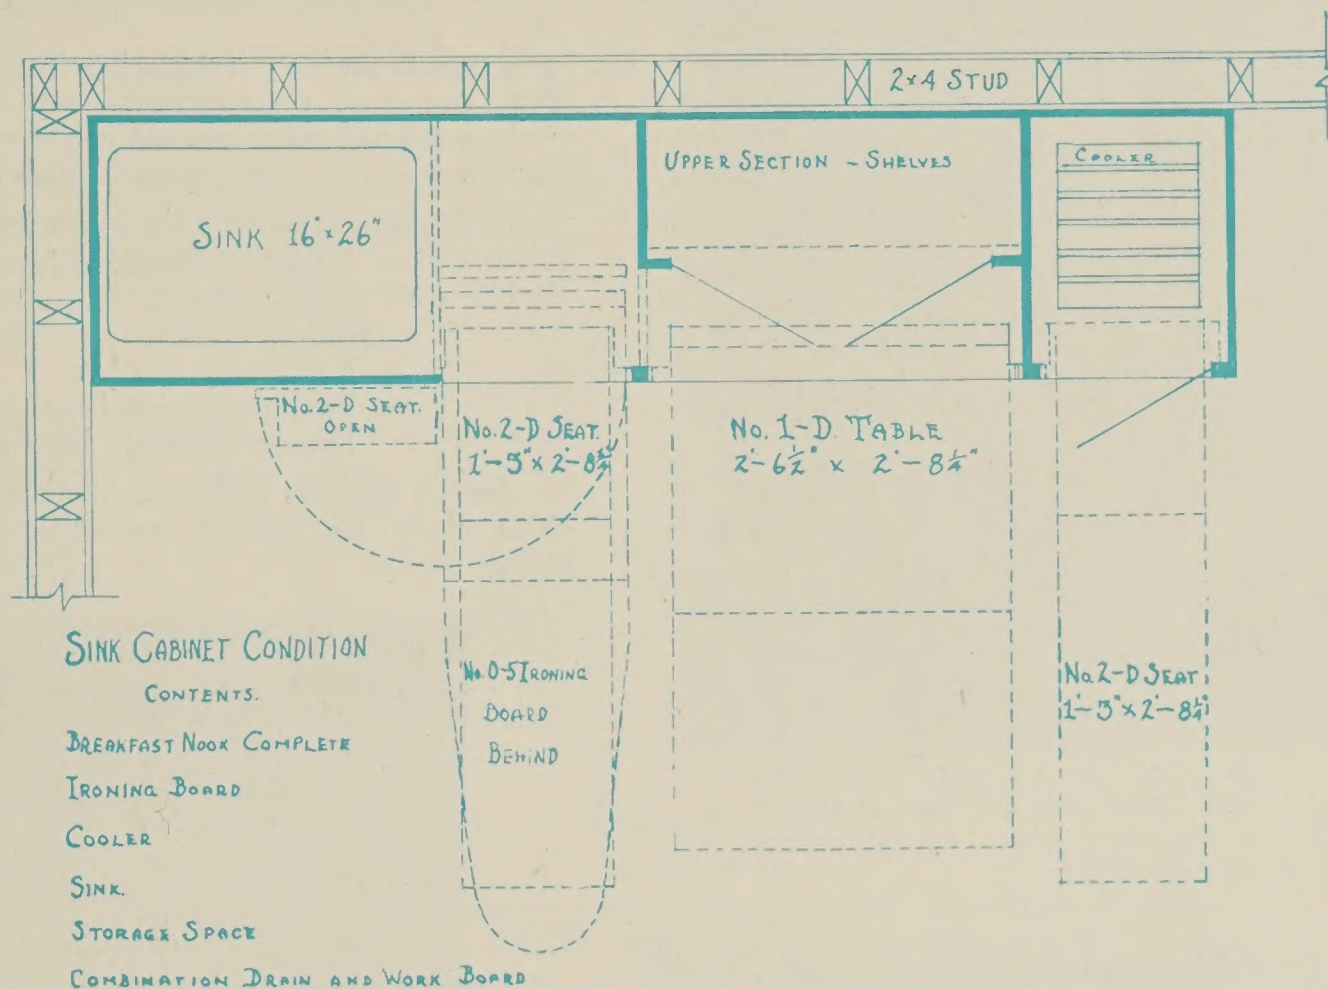 2×4 STUD
UPPER SECTION – SHELVES
COOLER
SINK 16"×26"
No. 2-D SEAT.
OPEN
No. 2-D SEAT.
1'–3"× 2'–8¼"
No. 1-D. TABLE
2'–6½" × 2'–8¼"
No. 0-5 IRONING
BOARD
BEHIND
No. 2-D SEAT
1'–3"× 2'–8¼"
SINK CABINET CONDITION
CONTENTS.
BREAKFAST NOOK COMPLETE
IRONING BOARD
COOLER
SINK.
STORAGE SPACE
COMBINATION DRAIN AND WORK BOARD